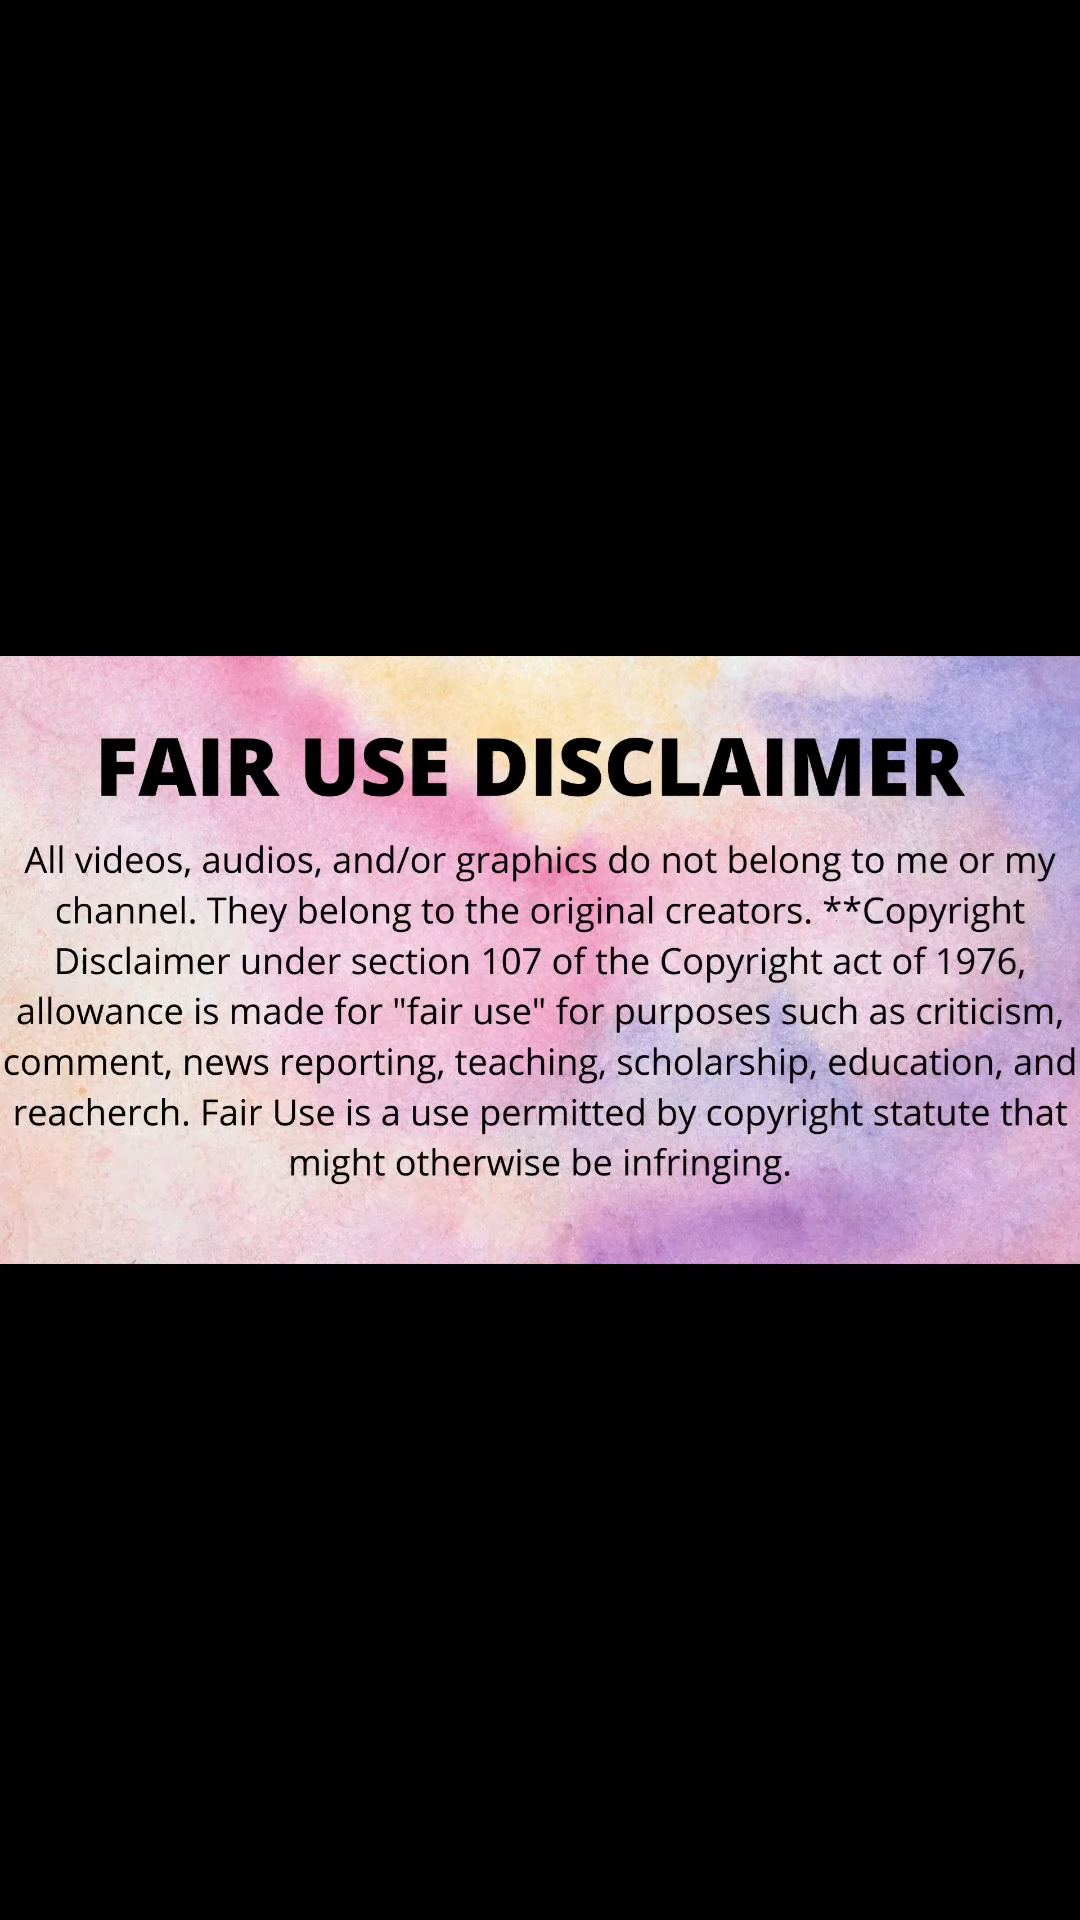 FAIR USE DISCLAIMER
All videos, audios, and/or graphics do not belong to me or my
channel. They belong to the original creators. **Copyright
Disclaimer under section 107 of the Copyright act of 1976,
allowance is made for "fair use" for purposes such as criticism,
comment, news reporting, teaching, scholarship, education, and
reacherch. Fair Use is a use permitted by copyright statute that
might otherwise be infringing.